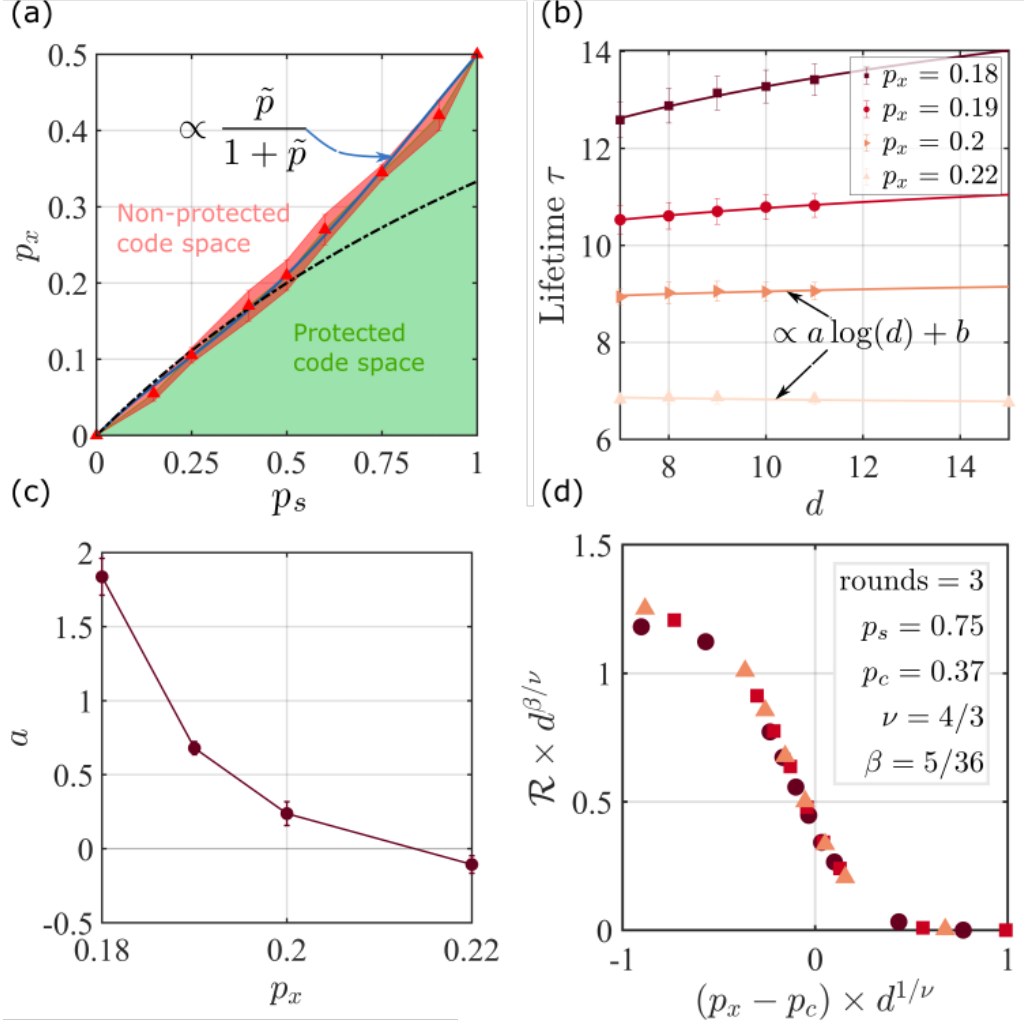 (a)
0.5
0.4
0.3
0.2
0.1
0
p_x
∝ p̃ / (1 + p̃)
Non-protected
code space
Protected
code space
0 0.25 0.5 0.75 1
p_s
(b)
14
12
10
8
6
Lifetime τ
p_x = 0.18
p_x = 0.19
p_x = 0.2
p_x = 0.22
∝ a log(d) + b
8 10 12 14
d
(c)
2
1.5
1
0.5
0
-0.5
a
0.18 0.2 0.22
p_x
(d)
1.5
1
0.5
0
R × d^{β/ν}
rounds = 3
p_s = 0.75
p_c = 0.37
ν = 4/3
β = 5/36
-1 0 1
(p_x − p_c) × d^{1/ν}